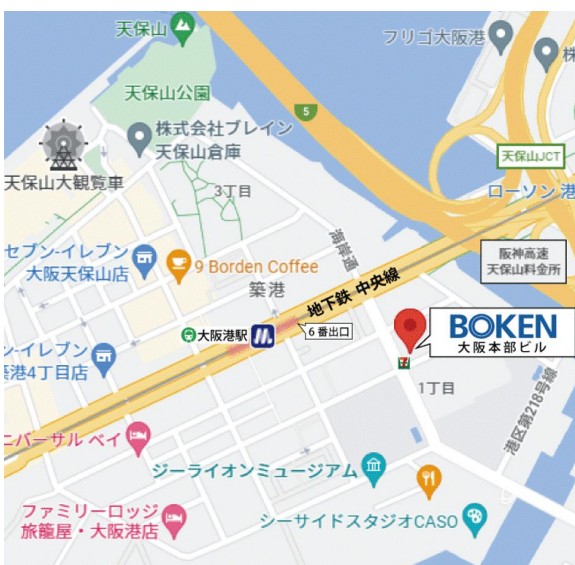 天保山
フリゴ大阪港
株
天保山公園
5
株式会社ブレイン
天保山倉庫
天保山JCT
天保山大観覧車
3丁目
ローソン 港
海岸通
セブン-イレブン
大阪天保山店
9 Borden Coffee
阪神高速
天保山料金所
築港
地下鉄 中央線
大阪港駅
6番出口
BOKEN
大阪本部ビル
ン-イレブン
築港4丁目店
7
1丁目
港区第218号線
ニバーサル ベイ
ジーライオンミュージアム
ファミリーロッジ
旅籠屋・大阪港店
シーサイドスタジオCASO